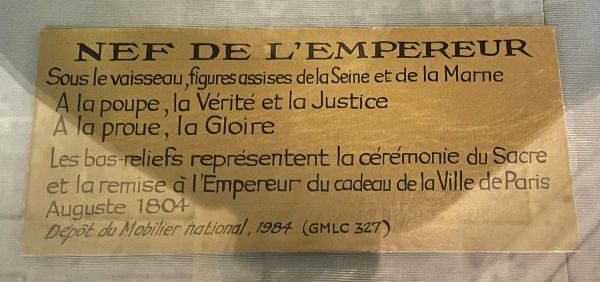 NEF DE L'EMPEREUR
Sous le vaisseau, figures assises de la Seine et de la Marne
A la poupe, la Vérité et la Justice
A la proue, la Gloire
Les bas-reliefs représentent la cérémonie du Sacre
et la remise à l'Empereur du cadeau de la Ville de Paris
Auguste 1804
Dépôt du Mobilier national, 1984 (GMLC 327)